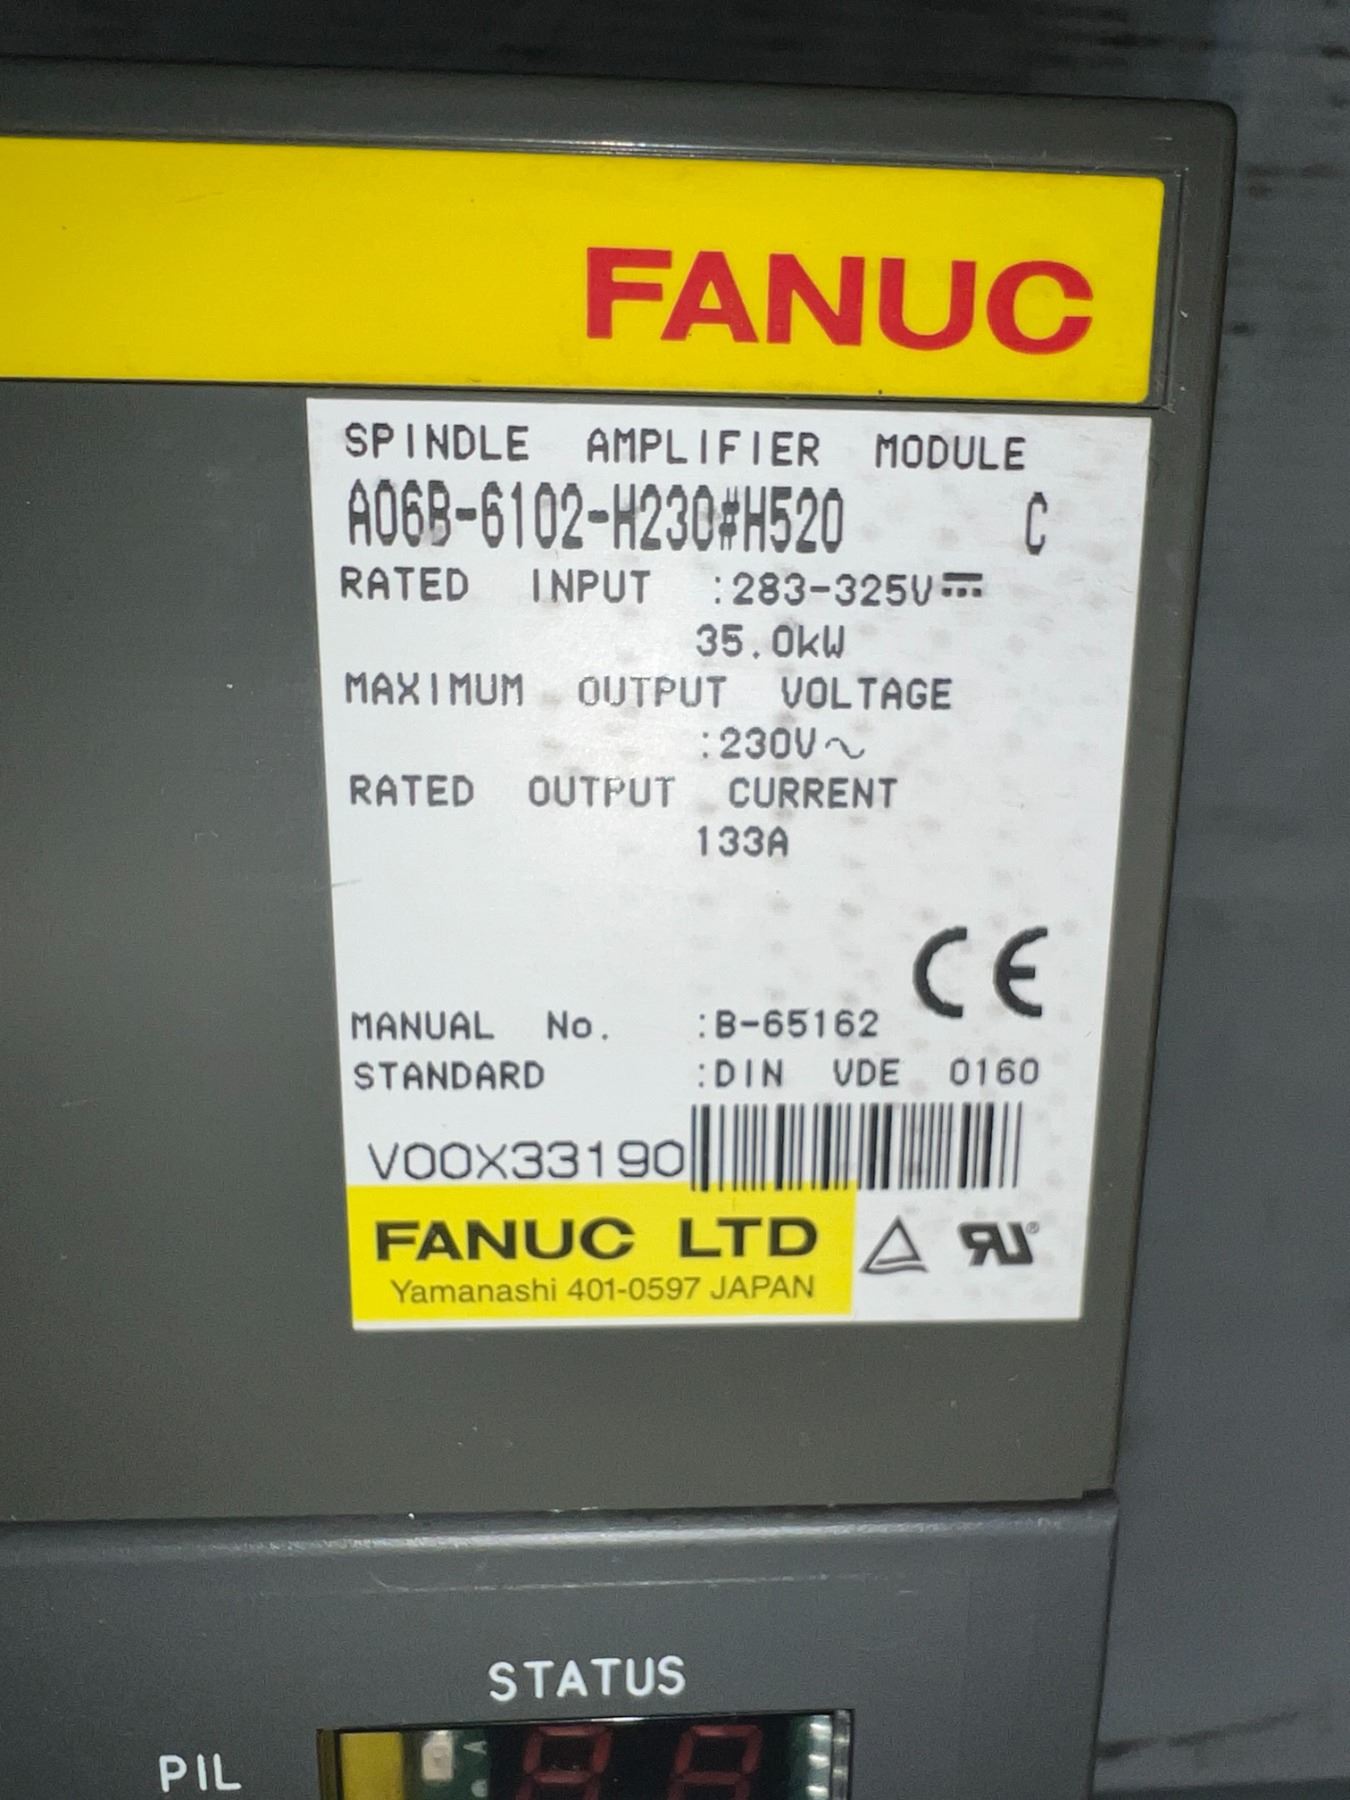 FANUC
SPINDLE AMPLIFIER MODULE
A06B-6102-H230#H520 C
RATED INPUT :283-325V⎓
35.0kW
MAXIMUM OUTPUT VOLTAGE
:230V~
RATED OUTPUT CURRENT
133A
CE
MANUAL No. :B-65162
STANDARD :DIN VDE 0160
V00X33190
FANUC LTD
Yamanashi 401-0597 JAPAN
RU®
STATUS
PIL